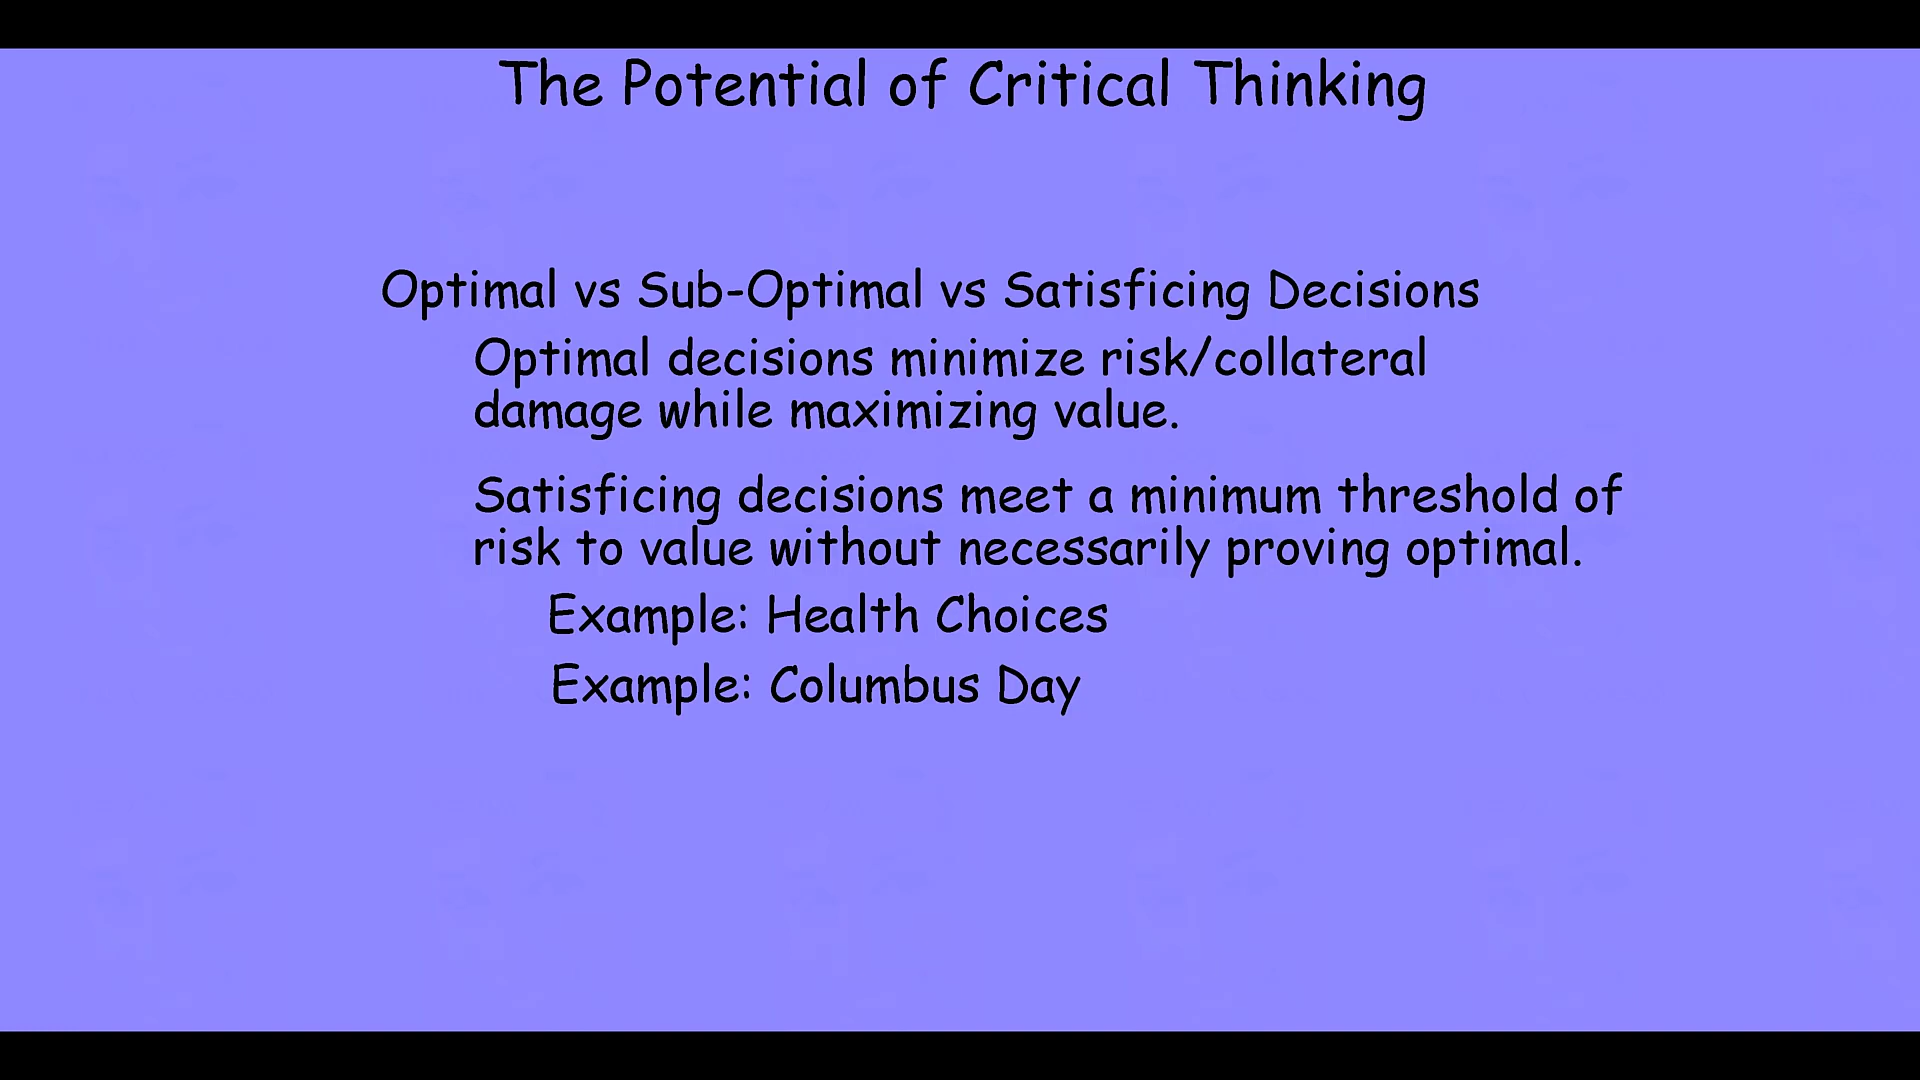 The Potential of Critical Thinking
Optimal vs Sub-Optimal vs Satisficing Decisions
Optimal decisions minimize risk/collateral
damage while maximizing value.
Satisficing decisions meet a minimum threshold of
risk to value without necessarily proving optimal.
Example: Health Choices
Example: Columbus Day